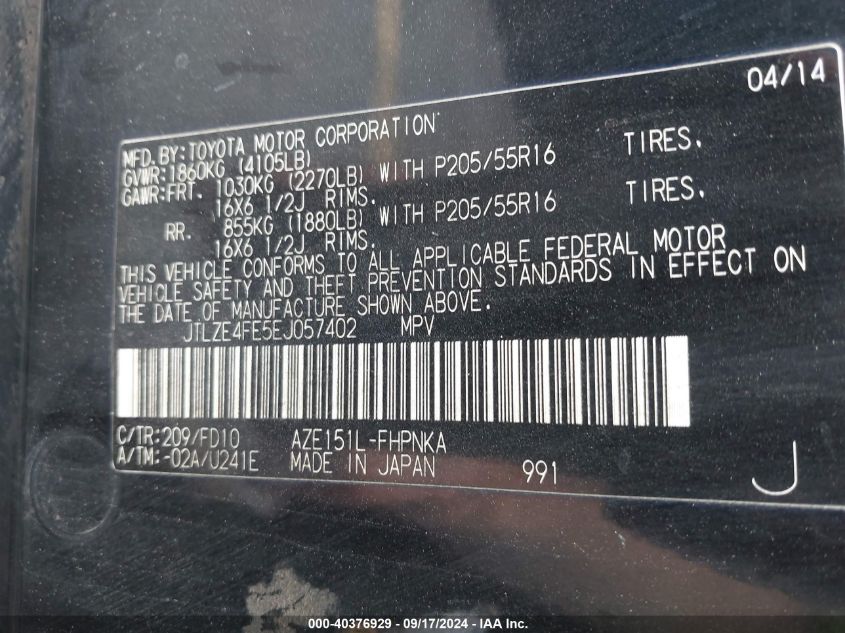 04/14
MFD. BY: TOYOTA MOTOR CORPORATION
GVWR: 1860KG (4105LB)
GAWR: FRT. 1030KG (2270LB) WITH P205/55R16 TIRES.
16X6 1/2J RIMS.
RR. 855KG (1880LB) WITH P205/55R16 TIRES.
16X6 1/2J RIMS.
THIS VEHICLE CONFORMS TO ALL APPLICABLE FEDERAL MOTOR
VEHICLE SAFETY AND THEFT PREVENTION STANDARDS IN EFFECT ON
THE DATE OF MANUFACTURE SHOWN ABOVE.
JTLZE4FE5EJ057402 MPV
C/TR: 209/FD10 AZE151L-FHPNKA
A/TM: -02A/U241E MADE IN JAPAN 991
J
000-40376929 - 09/17/2024 - IAA Inc.